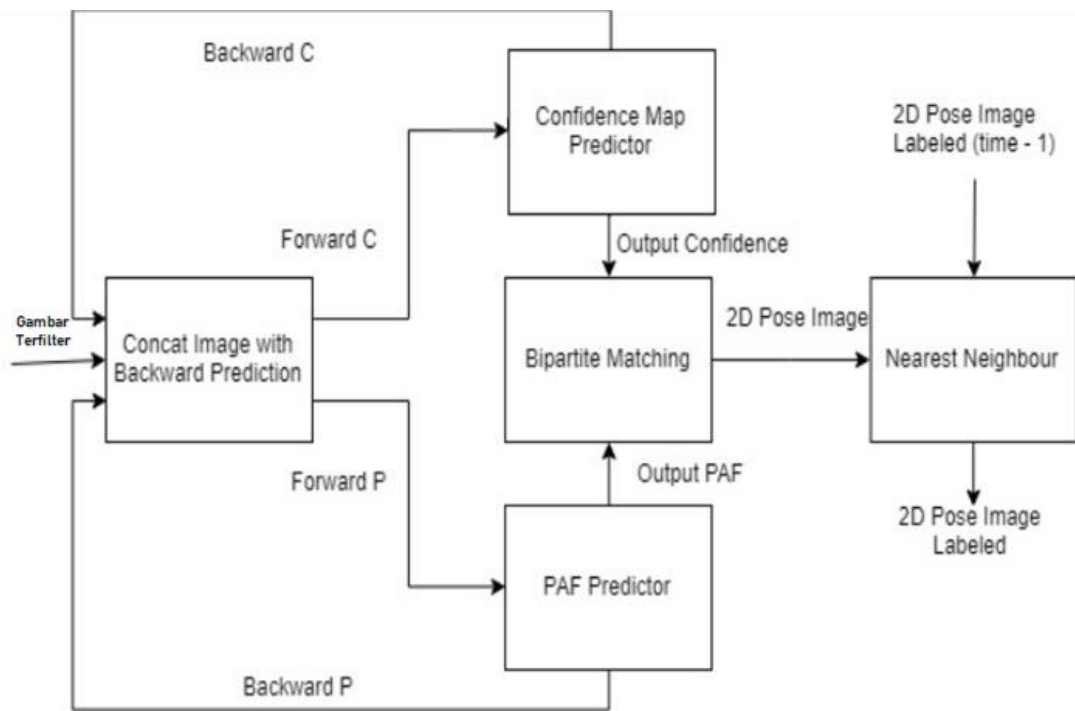 Backward C
Confidence Map
Predictor
2D Pose Image
Labeled (time - 1)
Forward C
Output Confidence
Gambar
Terfilter
Concat Image with
Backward Prediction
2D Pose Image
Bipartite Matching
Nearest Neighbour
Forward P
Output PAF
2D Pose Image
Labeled
PAF Predictor
Backward P